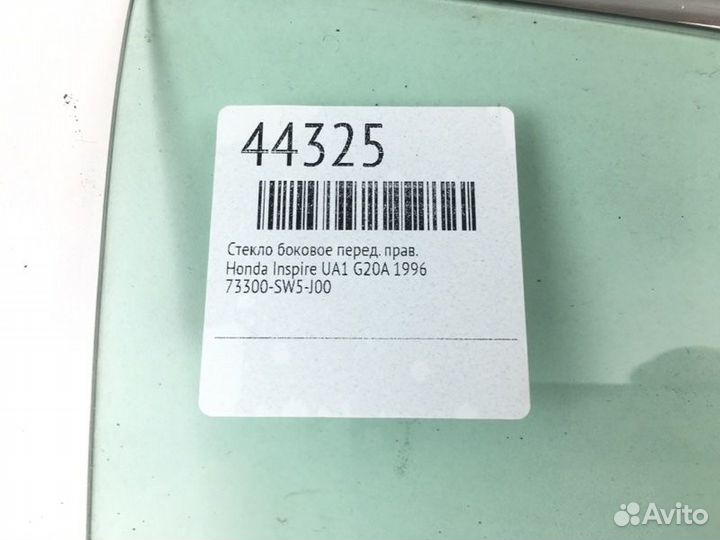 44325
Стекло боковое перед. прав.
Honda Inspire UA1 G20A 1996
73300-SW5-J00
Avito